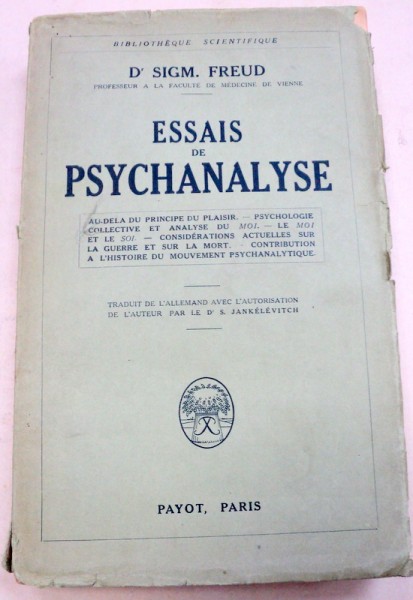 BIBLIOTHÈQUE SCIENTIFIQUE
Dr SIGM. FREUD
PROFESSEUR A LA FACULTÉ DE MÉDECINE DE VIENNE
ESSAIS
DE
PSYCHANALYSE
AU-DELA DU PRINCIPE DU PLAISIR. — PSYCHOLOGIE
COLLECTIVE ET ANALYSE DU MOI. — LE MOI
ET LE SOI. — CONSIDÉRATIONS ACTUELLES SUR
LA GUERRE ET SUR LA MORT. — CONTRIBUTION
A L'HISTOIRE DU MOUVEMENT PSYCHANALYTIQUE.
TRADUIT DE L'ALLEMAND AVEC L'AUTORISATION
DE L'AUTEUR PAR LE Dr S. JANKÉLÉVITCH
PAYOT, PARIS